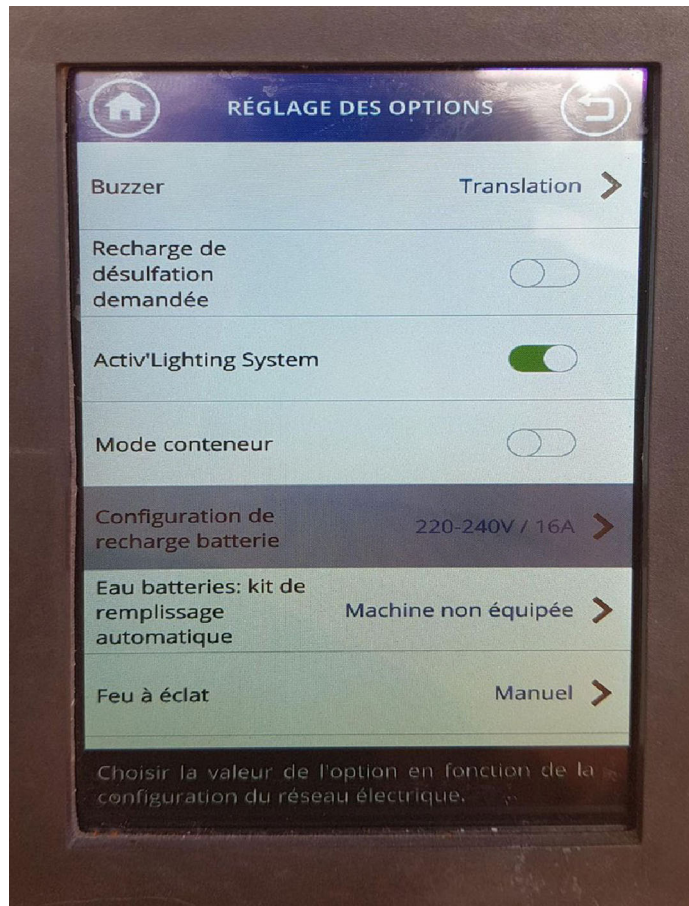 RÉGLAGE DES OPTIONS
Buzzer Translation
Recharge de
désulfation
demandée
Activ'Lighting System
Mode conteneur
Configuration de
recharge batterie
220-240V / 16A
Eau batteries: kit de
remplissage
automatique
Machine non équipée
Feu à éclat Manuel
Choisir la valeur de l'option en fonction de la
configuration du réseau électrique.